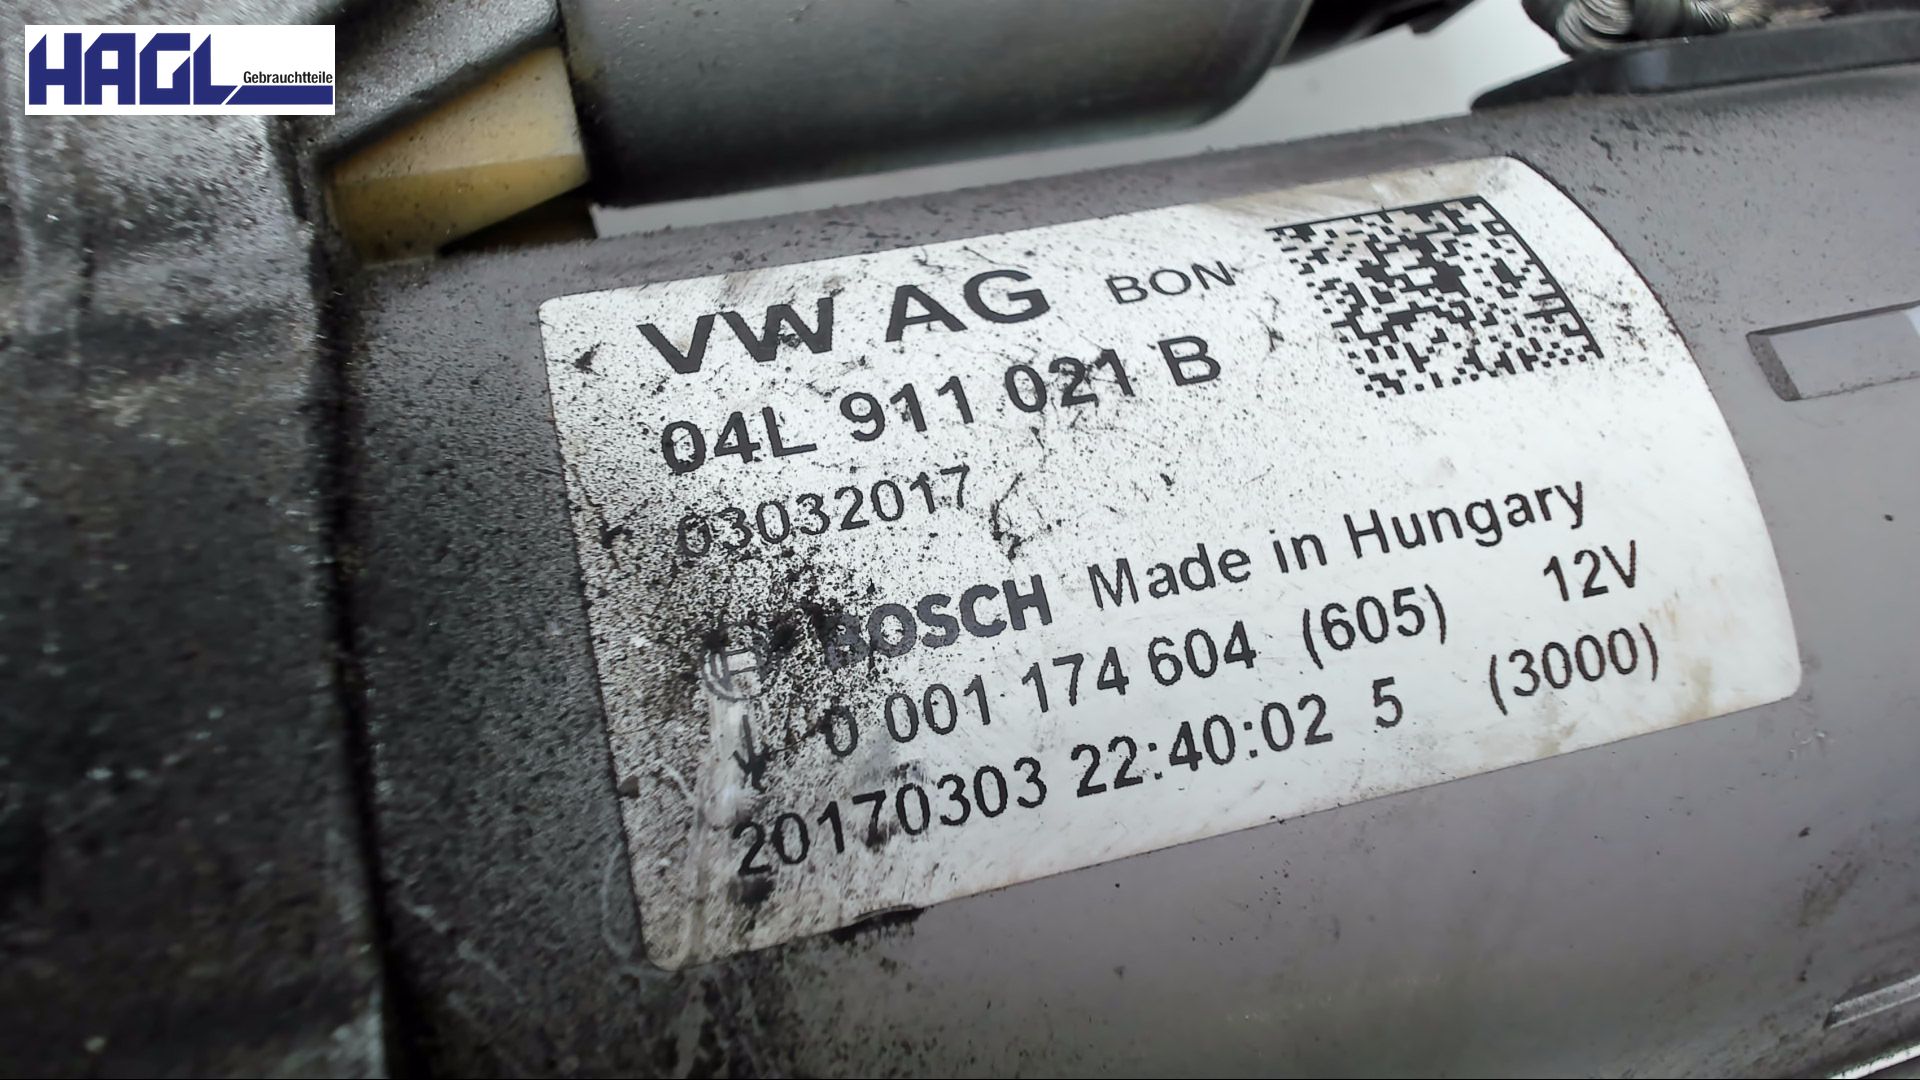 HAGL Gebrauchtteile
VW AG BON
04L 911 021 B
03032017
BOSCH Made in Hungary
0 001 174 604 (605) 12V
20170303 22:40:02 5 (3000)